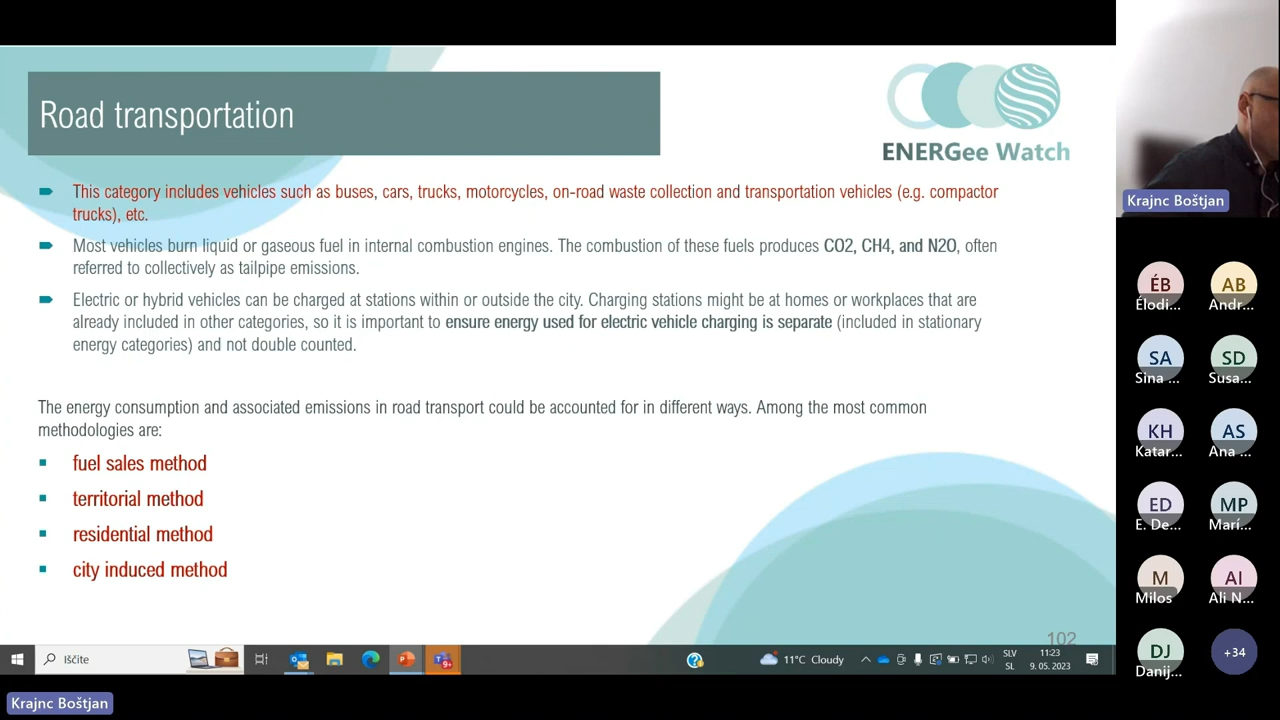 Road transportation
ENERGee Watch
This category includes vehicles such as buses, cars, trucks, motorcycles, on-road waste collection and transportation vehicles (e.g. compactor
trucks), etc.
Most vehicles burn liquid or gaseous fuel in internal combustion engines. The combustion of these fuels produces CO2, CH4, and N2O, often
referred to collectively as tailpipe emissions.
Electric or hybrid vehicles can be charged at stations within or outside the city. Charging stations might be at homes or workplaces that are
already included in other categories, so it is important to ensure energy used for electric vehicle charging is separate (included in stationary
energy categories) and not double counted.
The energy consumption and associated emissions in road transport could be accounted for in different ways. Among the most common
methodologies are:
fuel sales method
territorial method
residential method
city induced method
102
Iščite
9+
11°C Cloudy
SLV
SL
11:23
9. 05. 2023
Krajnc Boštjan
Krajnc Boštjan
ÉB
Élodi...
AB
Andr...
SA
Sina ...
SD
Susa...
KH
Katar...
AS
Ana ...
ED
E. De...
MP
Marí...
M
Milos
AI
Ali N...
DJ
Danij...
+34